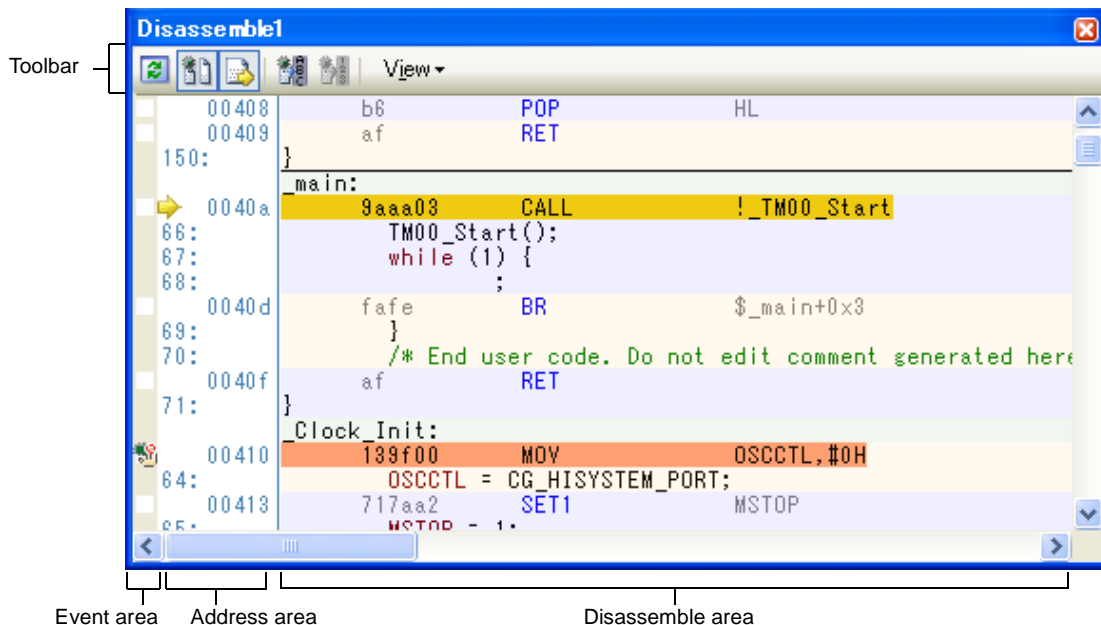 Disassemble1
Toolbar
View
00408 b6 POP HL
00409 af RET
150: }
_main:
0040a 9aaa03 CALL !_TM00_Start
66: TM00_Start();
67: while (1) {
68: ;
0040d fafe BR $_main+0x3
69: }
70: /* End user code. Do not edit comment generated here
0040f af RET
71: }
_Clock_Init:
00410 139f00 MOV OSCCTL,#0H
64: OSCCTL = CG_HISYSTEM_PORT;
00413 717aa2 SET1 MSTOP
65: MSTOP = 1;
Event area Address area Disassemble area